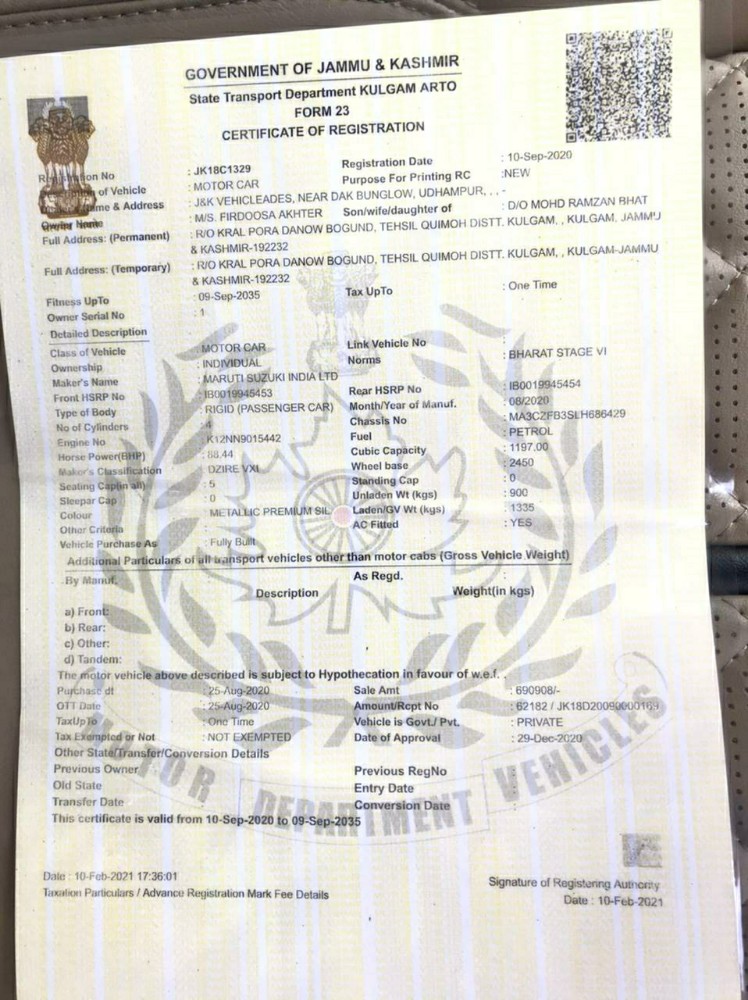 GOVERNMENT OF JAMMU & KASHMIR
State Transport Department KULGAM ARTO
FORM 23
CERTIFICATE OF REGISTRATION
Registration No : JK18C1329 Registration Date : 10-Sep-2020
of Vehicle : MOTOR CAR Purpose For Printing RC :NEW
Name & Address : J&K VEHICLEADES, NEAR DAK BUNGLOW, UDHAMPUR, , , -
Owner Name : M/S. FIRDOOSA AKHTER Son/wife/daughter of : D/O MOHD RAMZAN BHAT
Full Address: (Permanent) : R/O KRAL PORA DANOW BOGUND, TEHSIL QUIMOH DISTT. KULGAM, , KULGAM, JAMMU
& KASHMIR-192232
Full Address: (Temporary) : R/O KRAL PORA DANOW BOGUND, TEHSIL QUIMOH DISTT. KULGAM, , KULGAM-JAMMU
& KASHMIR-192232
Fitness UpTo : 09-Sep-2035 Tax UpTo : One Time
Owner Serial No : 1
Detailed Description
Class of Vehicle : MOTOR CAR Link Vehicle No :
Ownership : INDIVIDUAL Norms : BHARAT STAGE VI
Maker's Name : MARUTI SUZUKI INDIA LTD
Front HSRP No : IB0019945453 Rear HSRP No : IB0019945454
Type of Body : RIGID (PASSENGER CAR) Month/Year of Manuf. : 08/2020
No of Cylinders : 4 Chassis No : MA3CZFB3SLH686429
Engine No : K12NN9015442 Fuel : PETROL
Horse Power(BHP) : 88.44 Cubic Capacity : 1197.00
Maker's Classification : DZIRE VXI Wheel base : 2450
Seating Cap(in all) : 5 Standing Cap : 0
Sleepar Cap : 0 Unladen Wt (kgs) : 900
Colour : METALLIC PREMIUM SIL Laden/GV Wt (kgs) : 1335
Other Criteria : AC Fitted : YES
Vehicle Purchase As : Fully Built
Additional Particulars of all transport vehicles other than motor cabs (Gross Vehicle Weight)
By Manuf. As Regd. :
Description Weight(in kgs)
a) Front:
b) Rear:
c) Other:
d) Tandem:
The motor vehicle above described is subject to Hypothecation in favour of w.e.f. .
Purchase dt : 25-Aug-2020 Sale Amt : 690908/-
OTT Date : 25-Aug-2020 Amount/Rcpt No : 62182 / JK18D20090000169
TaxUpTo : One Time Vehicle is Govt./ Pvt. : PRIVATE
Tax Exempted or Not : NOT EXEMPTED Date of Approval : 29-Dec-2020
Other State/Transfer/Conversion Details
Previous Owner : Previous RegNo :
Old State : Entry Date :
Transfer Date : Conversion Date :
This certificate is valid from 10-Sep-2020 to 09-Sep-2035
MOTOR VEHICLES DEPARTMENT
Date : 10-Feb-2021 17:36:01
Taxation Particulars / Advance Registration Mark Fee Details
Signature of Registering Authority
Date : 10-Feb-2021